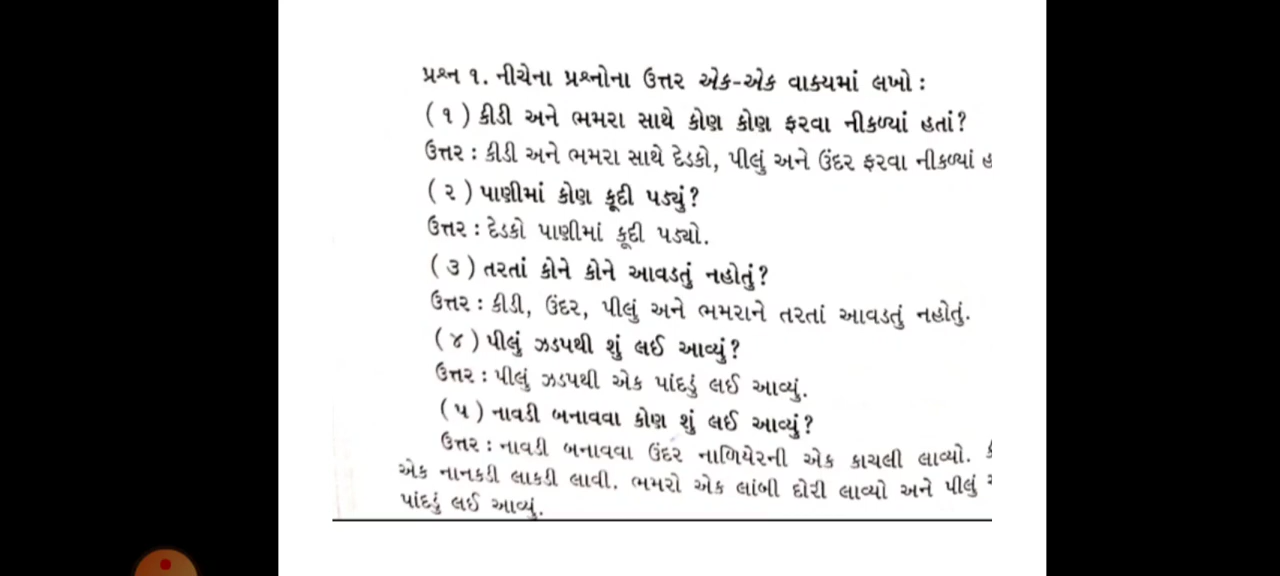 પ્રશ્ન ૧. નીચેના પ્રશ્નોના ઉત્તર એક-એક વાક્યમાં લખો :
(૧) કીડી અને ભમરા સાથે કોણ કોણ ફરવા નીકળ્યાં હતાં?
ઉત્તર : કીડી અને ભમરા સાથે દેડકો, પીલું અને ઉંદર ફરવા નીકળ્યાં
(૨) પાણીમાં કોણ કૂદી પડ્યું?
ઉત્તર : દેડકો પાણીમાં કૂદી પડ્યો.
(૩) તરતાં કોને કોને આવડતું નહોતું?
ઉત્તર : કીડી, ઉંદર, પીલું અને ભમરાને તરતાં આવડતું નહોતું.
(૪) પીલું ઝડપથી શું લઈ આવ્યું?
ઉત્તર : પીલું ઝડપથી એક પાંદડું લઈ આવ્યું.
(૫) નાવડી બનાવવા કોણ શું લઈ આવ્યું?
ઉત્તર : નાવડી બનાવવા ઉંદર નાળિયેરની એક કાચલી લાવ્યો.
એક નાનકડી લાકડી લાવી. ભમરો એક લાંબી દોરી લાવ્યો અને પીલું
પાંદડું લઈ આવ્યું.